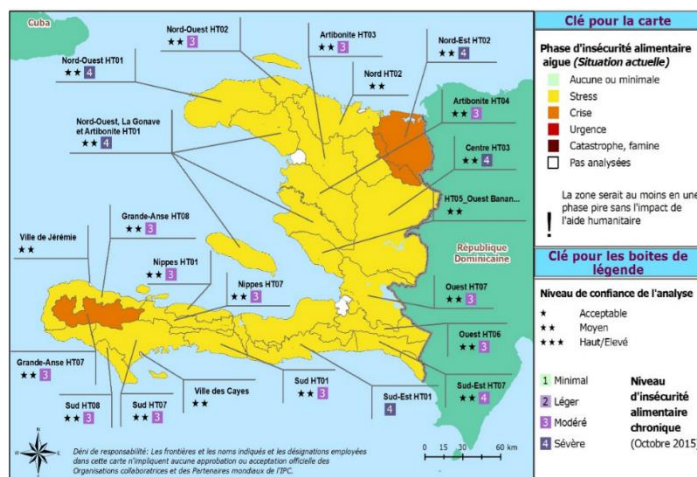 Cuba
Nord-Ouest HT02
★★ 3
Artibonite HT03
★★ 3
Nord-Est HT02
★★ 4
Nord-Ouest HT01
★★ 4
Nord HT02
★★
Artibonite HT04
★★ 3
Nord-Ouest, La Gonave
et Artibonite HT01
★★ 4
Centre HT03
★★ 4
HT05_Ouest Banan...
★★
Grande-Anse HT08
★★ 3
Ville de Jérémie
★★
Nippes HT01
★★ 3
Nippes HT07
★★ 3
République
Dominicaine
Ouest HT07
★★ 3
Ouest HT06
★★ 3
Grande-Anse HT07
★★ 3
Sud HT08
★★ 3
Sud HT07
★★ 3
Ville des Cayes
★★
Sud HT01
★★ 3
Sud-Est HT01
4
Sud-Est HT07
★★ 4
Déni de responsabilité: Les frontières et les noms indiqués et les désignations employées
dans cette carte n'impliquent aucune approbation ou acceptation officielle des
Organisations collaboratrices et des Partenaires mondiaux de l'IPC.
0 15 30 60 km
Clé pour la carte
Phase d'insécurité alimentaire
aigue (Situation actuelle)
Aucune ou minimale
Stress
Crise
Urgence
Catastrophe, famine
Pas analysées
! La zone serait au moins en une
phase pire sans l'impact de
l'aide humanitaire
Clé pour les boites de
légende
Niveau de confiance de l'analyse
★ Acceptable
★★ Moyen
★★★ Haut/Elevé
1 Minimal
2 Léger
3 Modéré
4 Sévère
Niveau
d'insécurité
alimentaire
chronique
(Octobre 2015)